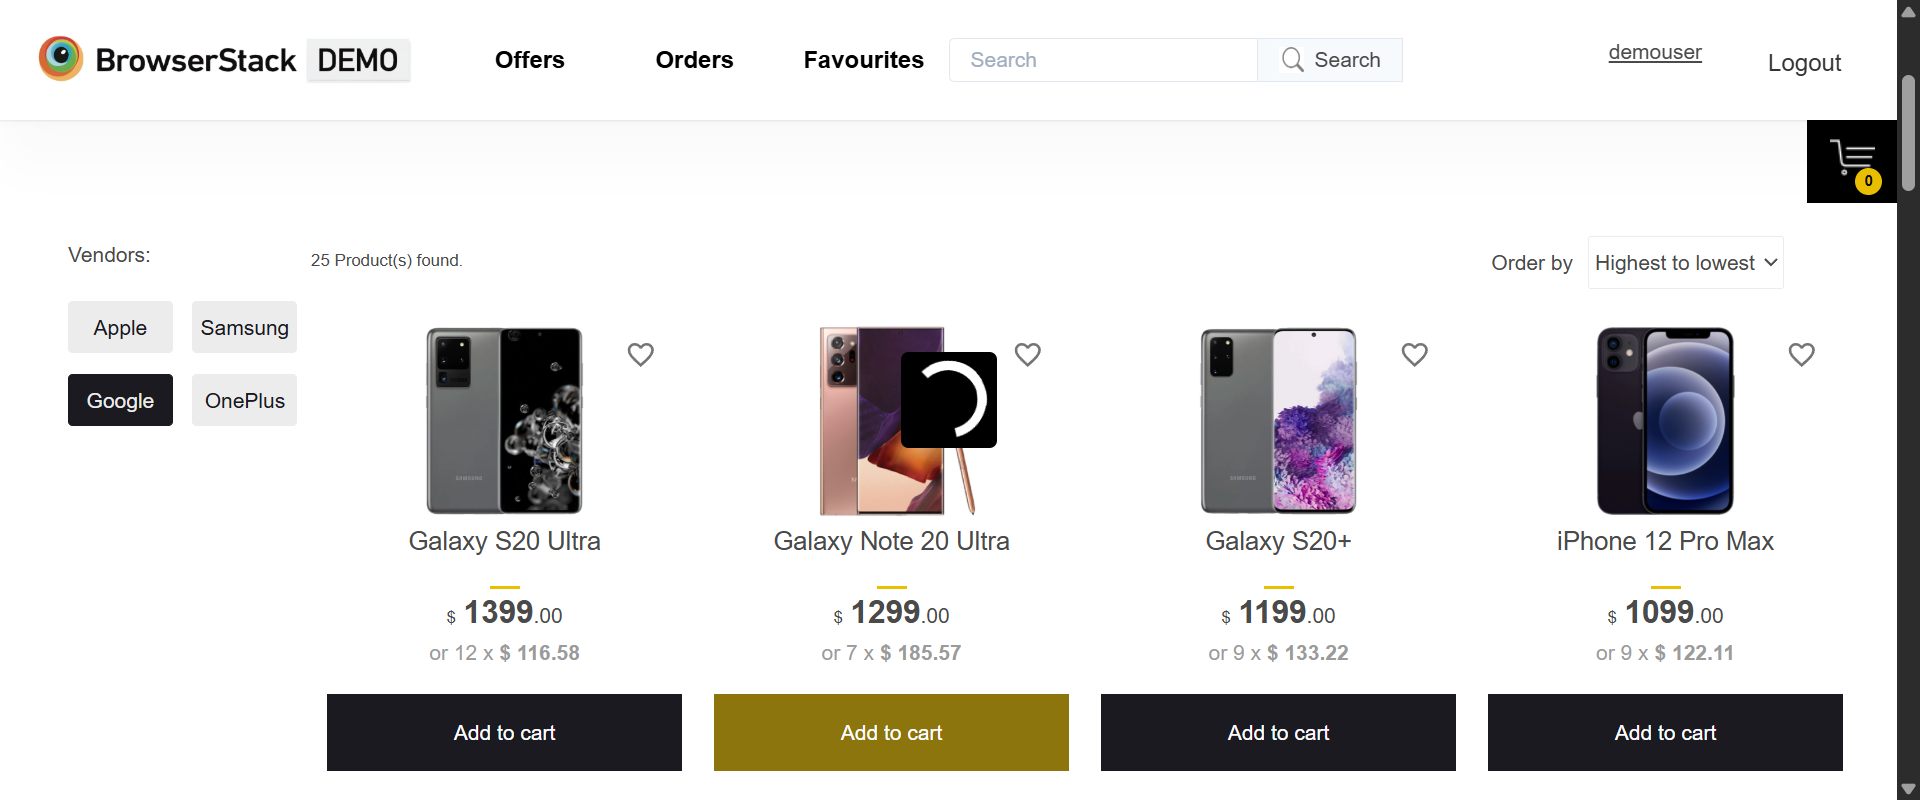 BrowserStack DEMO
Offers
Orders
Favourites
Search
Search
demouser
Logout
0
Vendors:
25 Product(s) found.
Order by
Highest to lowest
Apple
Samsung
Google
OnePlus
SAMSUNG
SAMSUNG
Galaxy S20 Ultra
$ 1399.00
or 12 x $ 116.58
Add to cart
Galaxy Note 20 Ultra
$ 1299.00
or 7 x $ 185.57
Add to cart
Galaxy S20+
$ 1199.00
or 9 x $ 133.22
Add to cart
iPhone 12 Pro Max
$ 1099.00
or 9 x $ 122.11
Add to cart